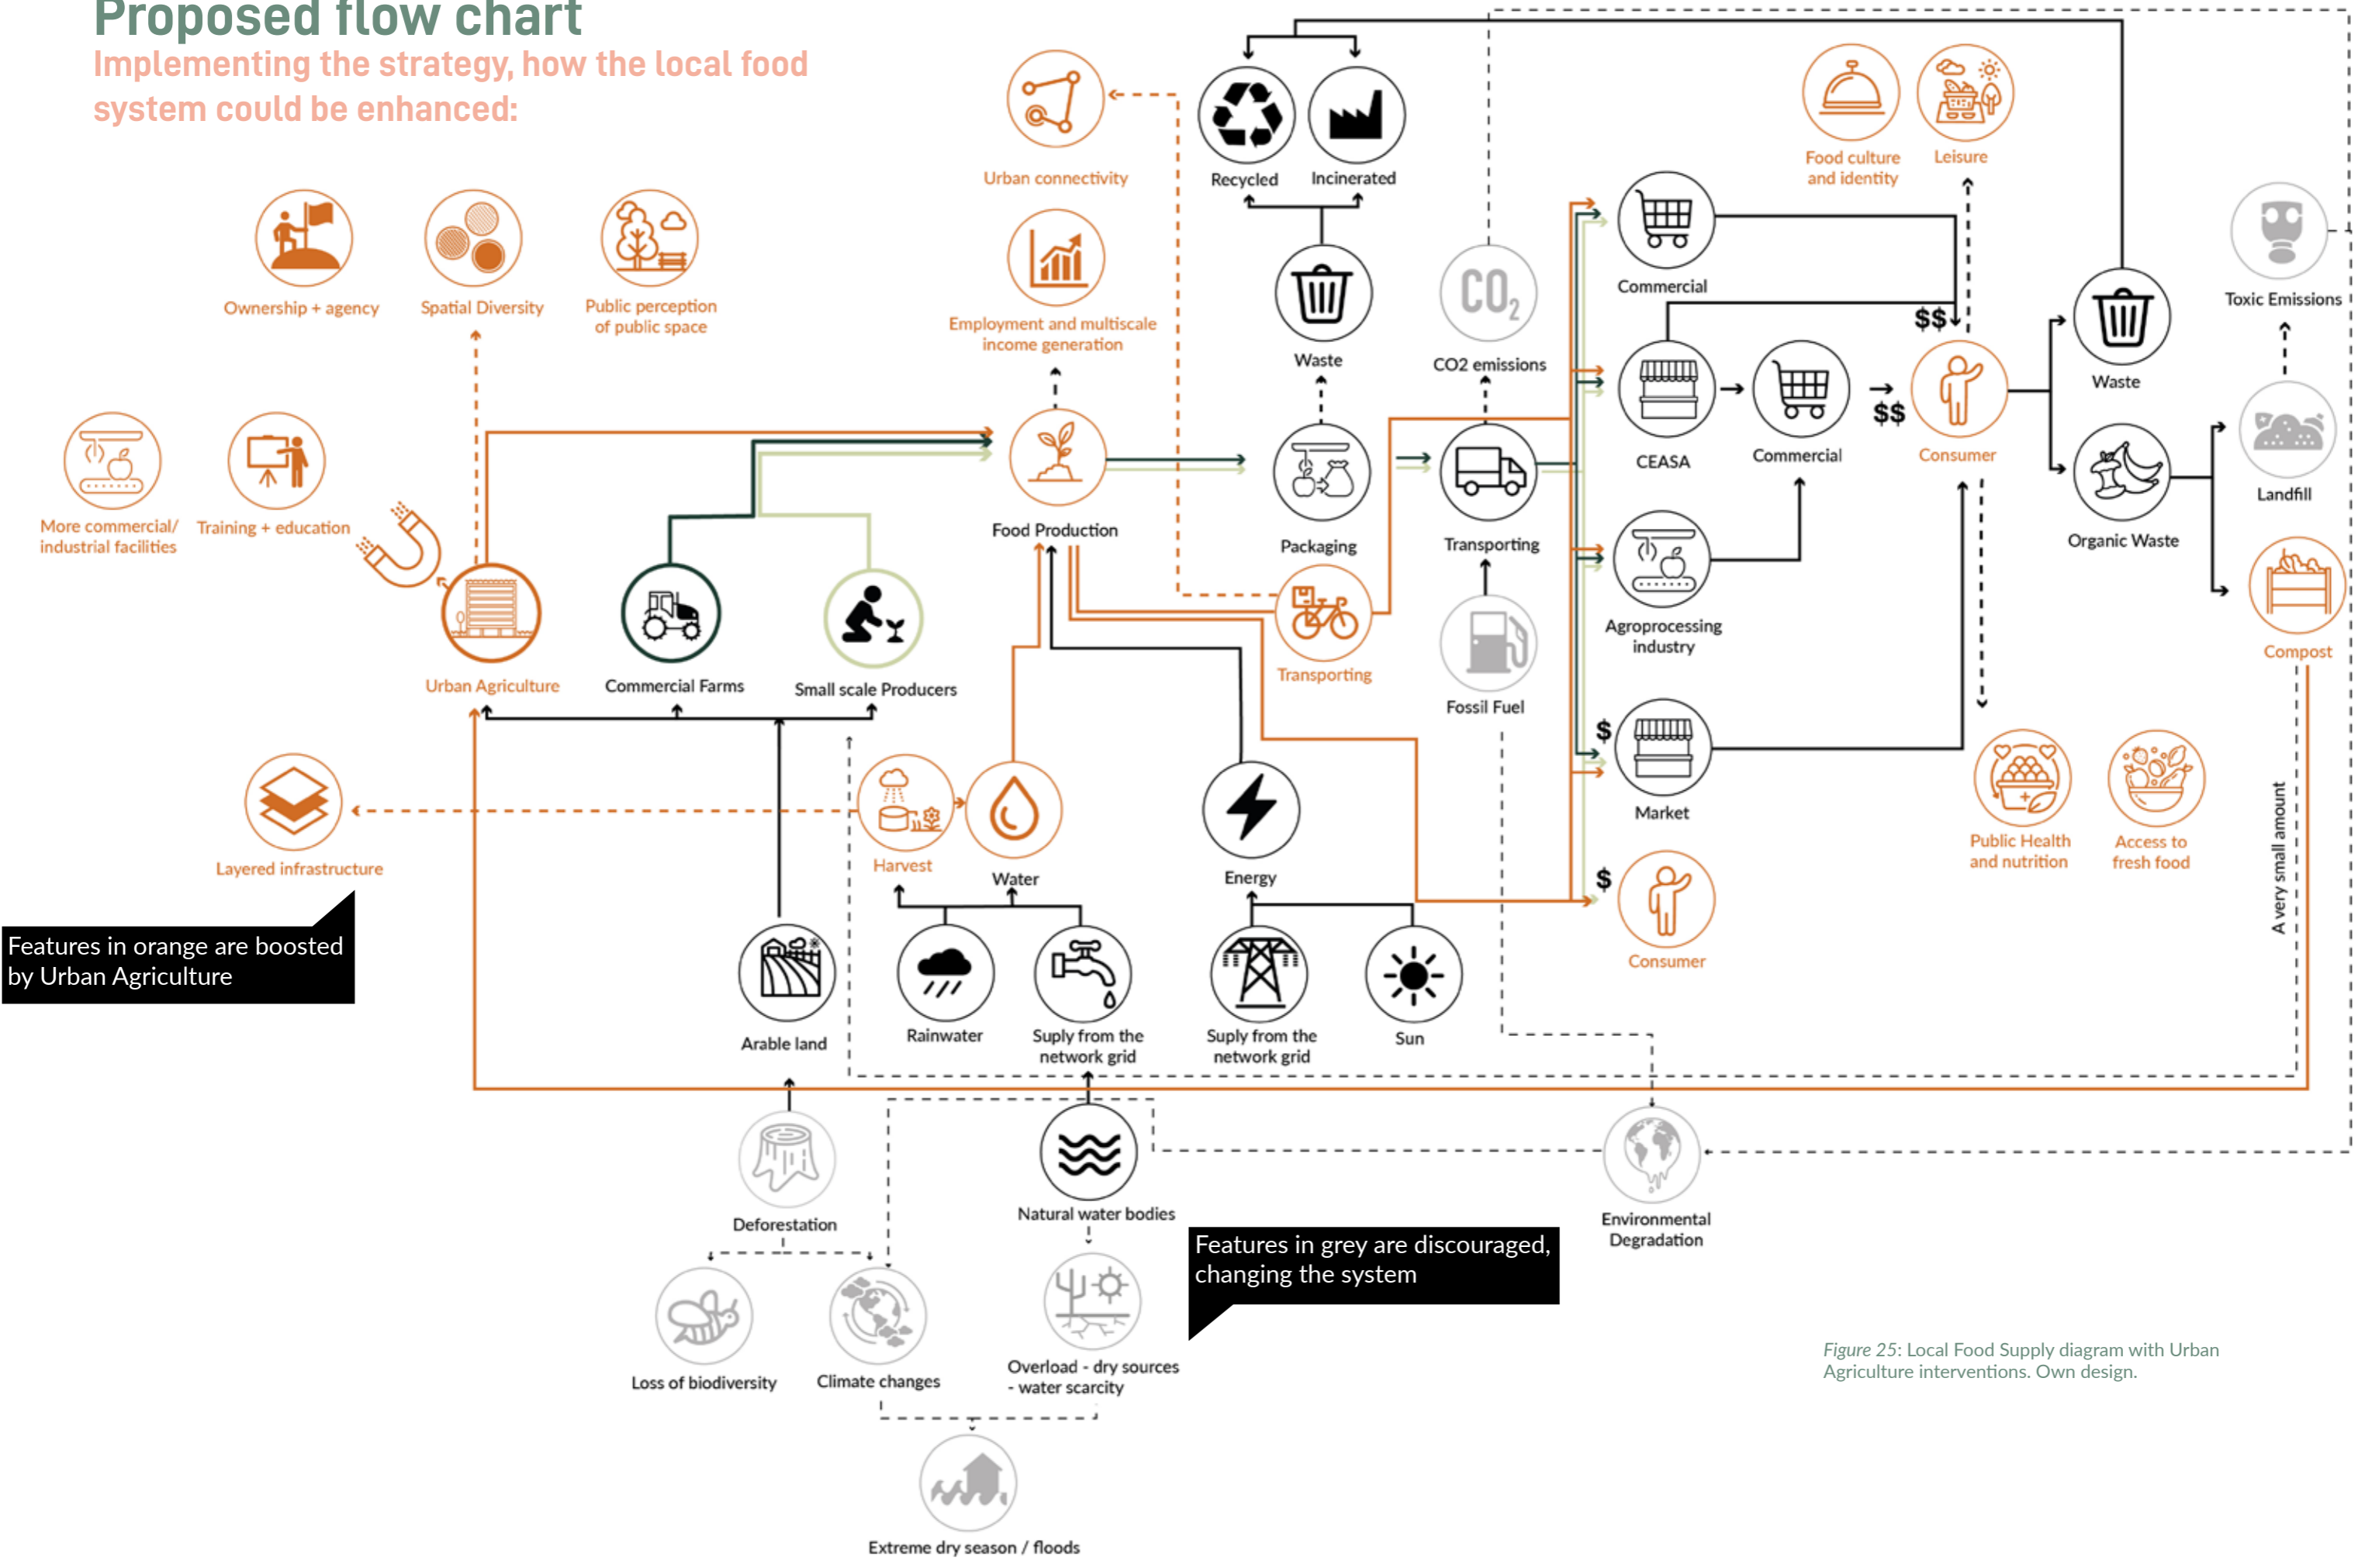 Proposed flow chart
Implementing the strategy, how the local food
system could be enhanced:
Urban connectivity
Recycled
Incinerated
Food culture
and identity
Leisure
Ownership + agency
Spatial Diversity
Public perception
of public space
Employment and multiscale
income generation
Waste
CO2
CO2 emissions
Commercial
$$
Waste
Toxic Emissions
More commercial/
industrial facilities
Training + education
Food Production
Packaging
Transporting
CEASA
Commercial
$$
Consumer
Organic Waste
Landfill
Urban Agriculture
Commercial Farms
Small scale Producers
Transporting
Fossil Fuel
Agroprocessing
industry
Compost
Layered infrastructure
Harvest
Water
Energy
$
Market
Public Health
and nutrition
Access to
fresh food
A very small amount
Features in orange are boosted
by Urban Agriculture
$
Consumer
Arable land
Rainwater
Suply from the
network grid
Suply from the
network grid
Sun
Deforestation
Natural water bodies
Environmental
Degradation
Features in grey are discouraged,
changing the system
Loss of biodiversity
Climate changes
Overload - dry sources
- water scarcity
Figure 25: Local Food Supply diagram with Urban
Agriculture interventions. Own design.
Extreme dry season / floods